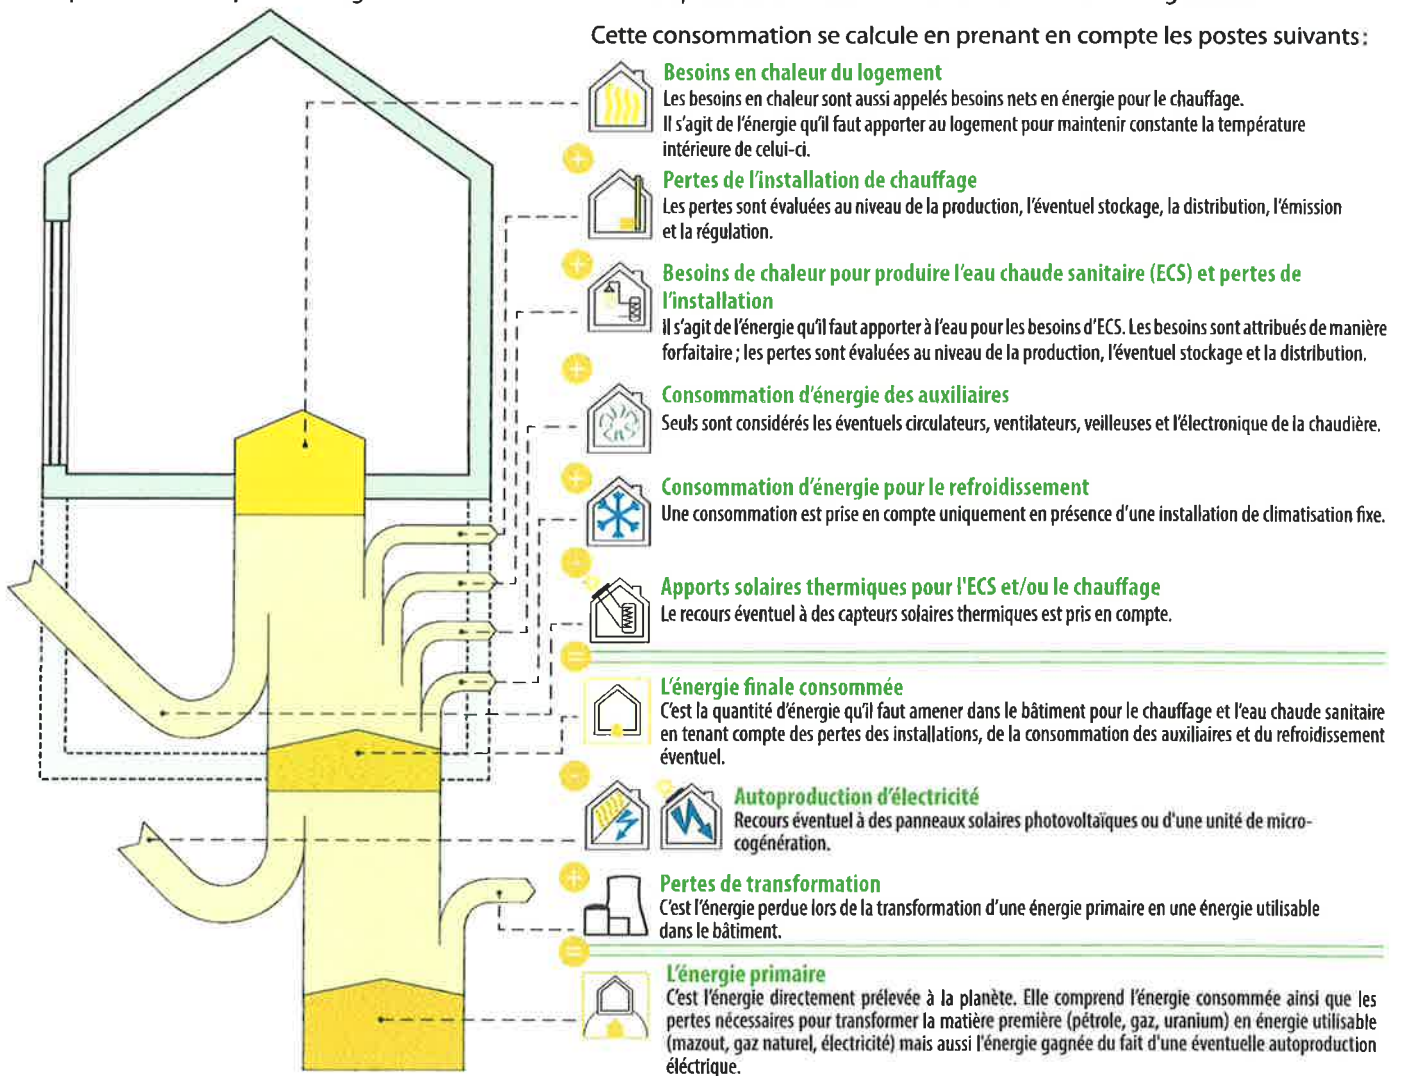 Cette consommation se calcule en prenant en compte les postes suivants :
Besoins en chaleur du logement
Les besoins en chaleur sont aussi appelés besoins nets en énergie pour le chauffage.
Il s'agit de l'énergie qu'il faut apporter au logement pour maintenir constante la température
intérieure de celui-ci.
+
Pertes de l'installation de chauffage
Les pertes sont évaluées au niveau de la production, l'éventuel stockage, la distribution, l'émission
et la régulation.
+
Besoins de chaleur pour produire l'eau chaude sanitaire (ECS) et pertes de
l'installation
Il s'agit de l'énergie qu'il faut apporter à l'eau pour les besoins d'ECS. Les besoins sont attribués de manière
forfaitaire ; les pertes sont évaluées au niveau de la production, l'éventuel stockage et la distribution.
+
Consommation d'énergie des auxiliaires
Seuls sont considérés les éventuels circulateurs, ventilateurs, veilleuses et l'électronique de la chaudière.
+
Consommation d'énergie pour le refroidissement
Une consommation est prise en compte uniquement en présence d'une installation de climatisation fixe.
-
Apports solaires thermiques pour l'ECS et/ou le chauffage
Le recours éventuel à des capteurs solaires thermiques est pris en compte.
=
L'énergie finale consommée
C'est la quantité d'énergie qu'il faut amener dans le bâtiment pour le chauffage et l'eau chaude sanitaire
en tenant compte des pertes des installations, de la consommation des auxiliaires et du refroidissement
éventuel.
-
Autoproduction d'électricité
Recours éventuel à des panneaux solaires photovoltaïques ou d'une unité de micro-
cogénération.
+
Pertes de transformation
C'est l'énergie perdue lors de la transformation d'une énergie primaire en une énergie utilisable
dans le bâtiment.
=
L'énergie primaire
C'est l'énergie directement prélevée à la planète. Elle comprend l'énergie consommée ainsi que les
pertes nécessaires pour transformer la matière première (pétrole, gaz, uranium) en énergie utilisable
(mazout, gaz naturel, électricité) mais aussi l'énergie gagnée du fait d'une éventuelle autoproduction
éléctrique.